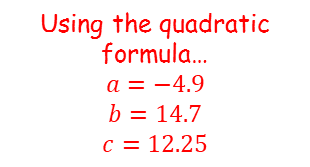 Using the quadratic
formula...
a = −4.9
b = 14.7
c = 12.25